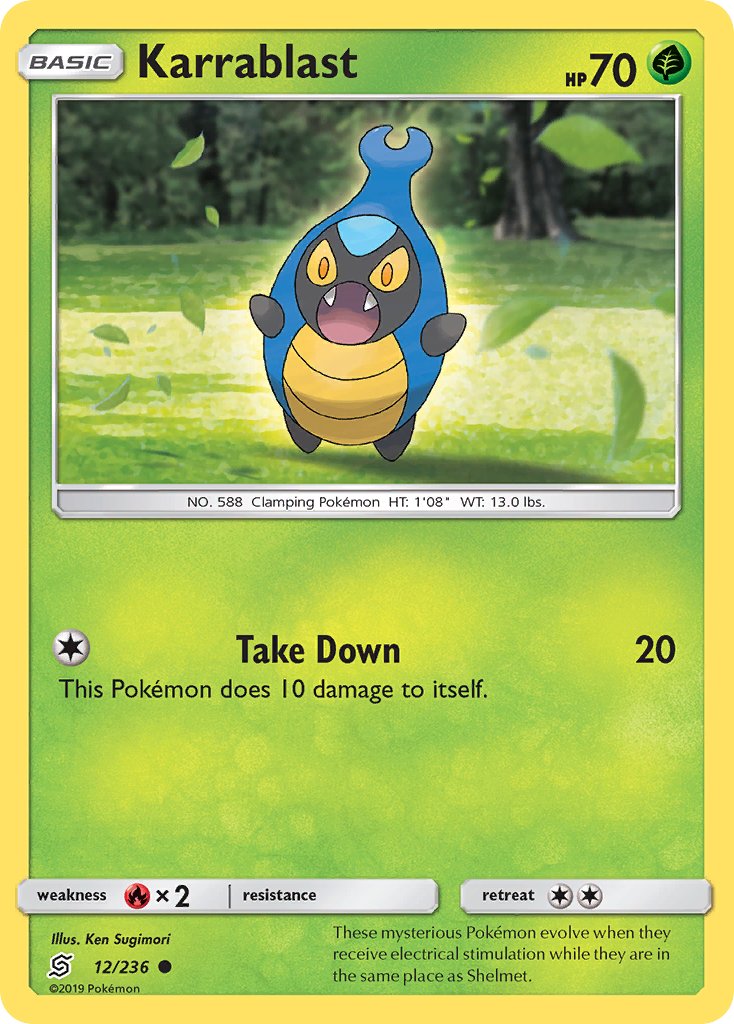 BASIC Karrablast HP70
NO. 588 Clamping Pokémon HT: 1'08" WT: 13.0 lbs.
Take Down 20
This Pokémon does 10 damage to itself.
weakness × 2 resistance retreat
Illus. Ken Sugimori
12/236
©2019 Pokémon
These mysterious Pokémon evolve when they
receive electrical stimulation while they are in
the same place as Shelmet.